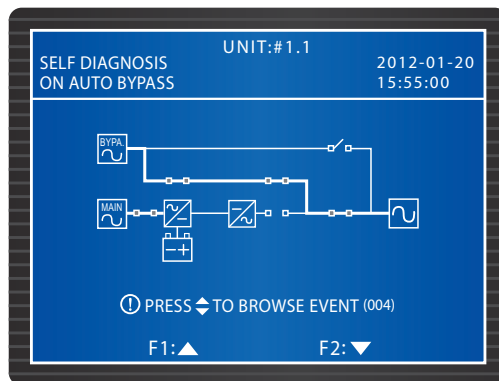 UNIT:#1.1
SELF DIAGNOSIS
2012-01-20
ON AUTO BYPASS
15:55:00
BYPA.
MAIN
PRESS TO BROWSE EVENT (004)
F1:
F2: